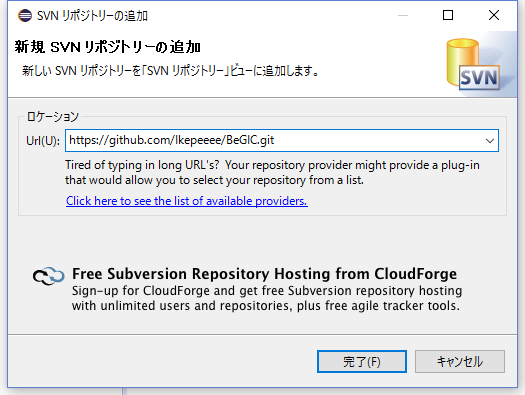 SVN リポジトリーの追加
新規 SVN リポジトリーの追加
新しい SVN リポジトリーを「SVN リポジトリー」ビューに追加します。
SVN
ロケーション
Url(U):
https://github.com/Ikepeeee/BeGIC.git
Tired of typing in long URL's? Your repository provider might provide a plug-in
that would allow you to select your repository from a list.
Click here to see the list of available providers.
Free Subversion Repository Hosting from CloudForge
Sign-up for CloudForge and get free Subversion repository hosting
with unlimited users and repositories, plus free agile tracker tools.
完了(F)
キャンセル